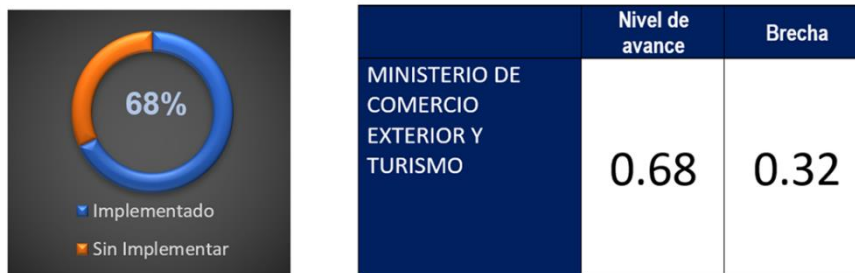 68%
Implementado
Sin Implementar
Nivel de
avance
Brecha
MINISTERIO DE
COMERCIO
EXTERIOR Y
TURISMO
0.68
0.32